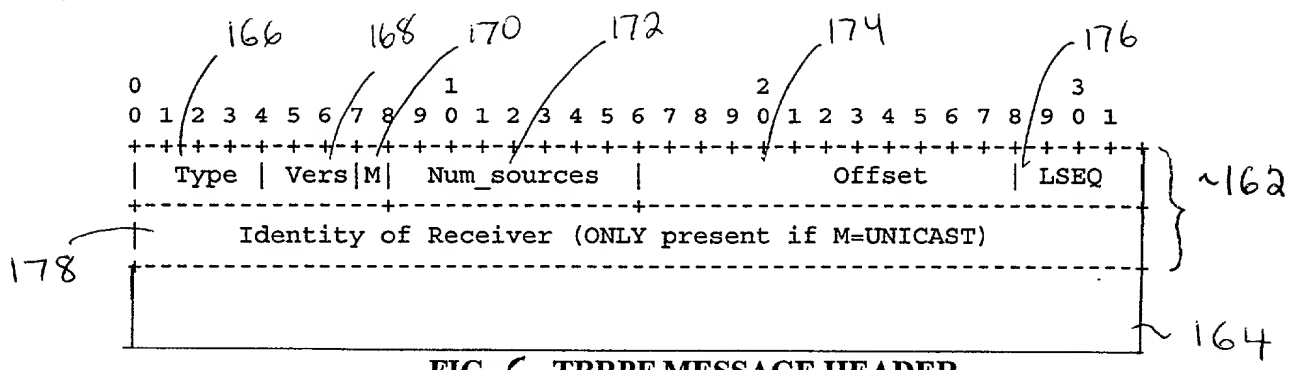 166 168 170 172 174 176
0 1 2 3
0 1 2 3 4 5 6 7 8 9 0 1 2 3 4 5 6 7 8 9 0 1 2 3 4 5 6 7 8 9 0 1
+-+-+-+-+-+-+-+-+-+-+-+-+-+-+-+-+-+-+-+-+-+-+-+-+-+-+-+-+-+-+-+-+
| Type | Vers|M| Num_sources | Offset | LSEQ ~162
+---------------+---------------+-------------------------------+
178 Identity of Receiver (ONLY present if M=UNICAST)
+---------------------------------------------------------------+
~ 164
FIG. 6 TBRPF MESSAGE HEADER